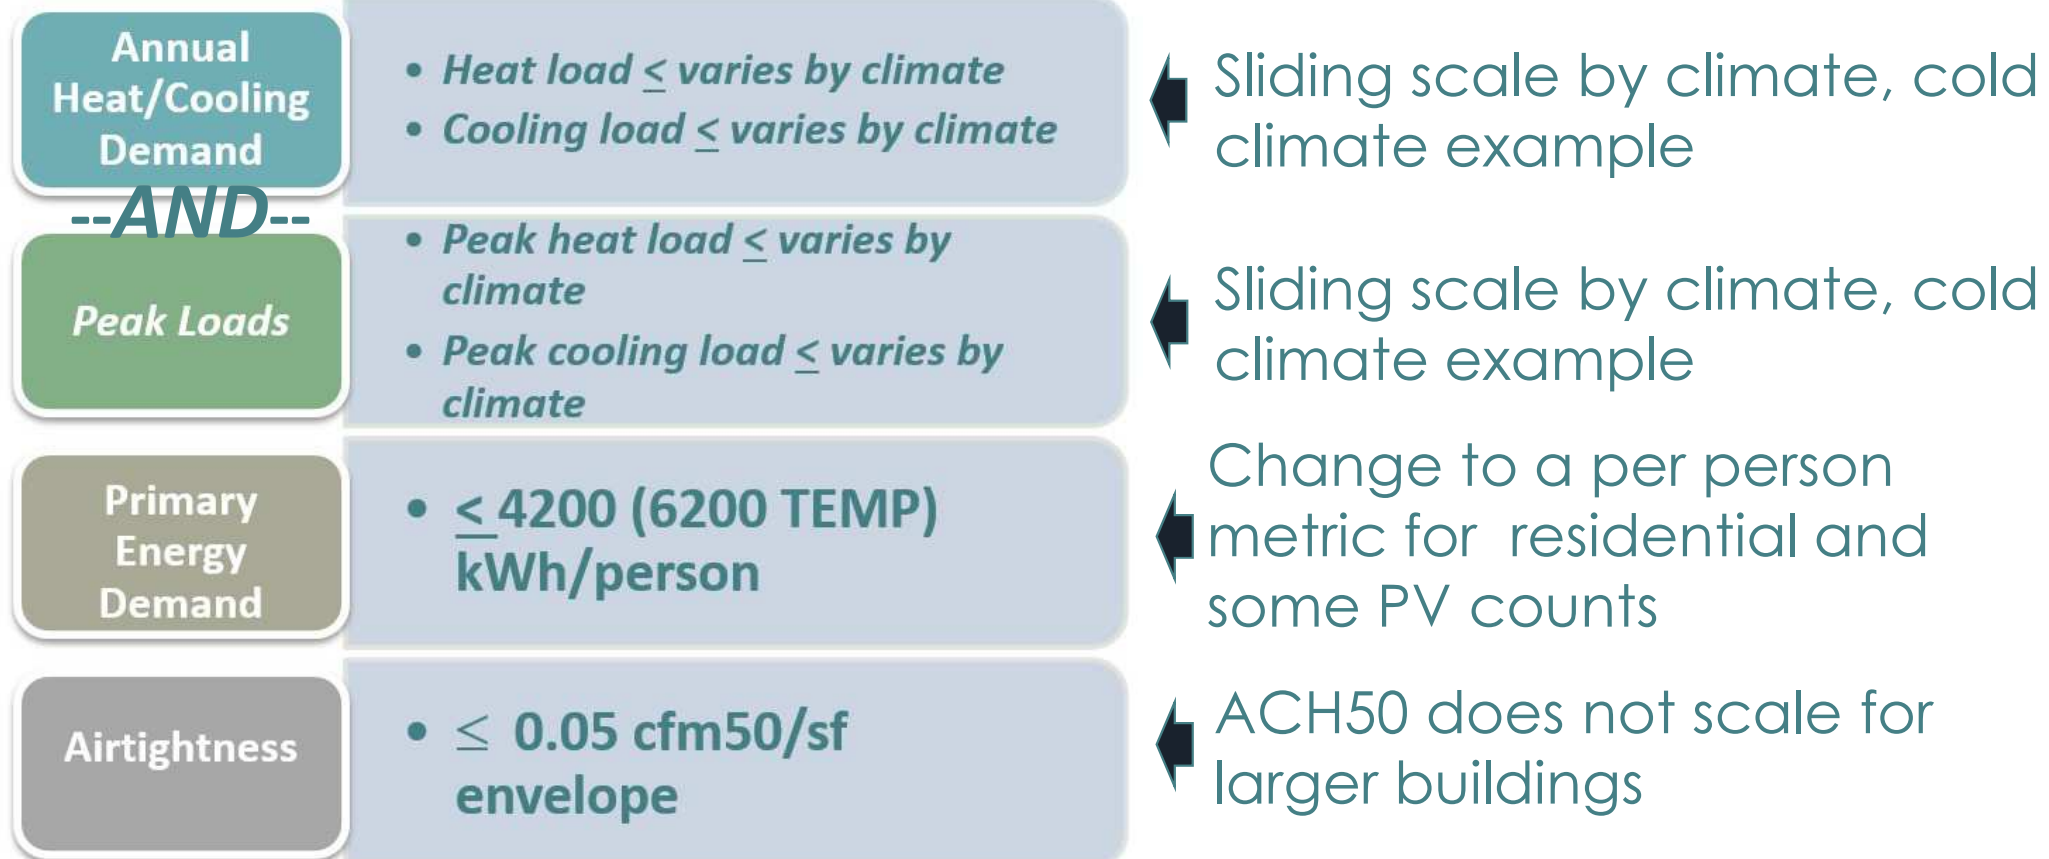 Annual
Heat/Cooling
Demand
• Heat load ≤ varies by climate
• Cooling load ≤ varies by climate
Sliding scale by climate, cold
climate example
--AND--
Peak Loads
• Peak heat load ≤ varies by
climate
• Peak cooling load ≤ varies by
climate
Sliding scale by climate, cold
climate example
Primary
Energy
Demand
• ≤ 4200 (6200 TEMP)
kWh/person
Change to a per person
metric for residential and
some PV counts
Airtightness
• ≤ 0.05 cfm50/sf
envelope
ACH50 does not scale for
larger buildings